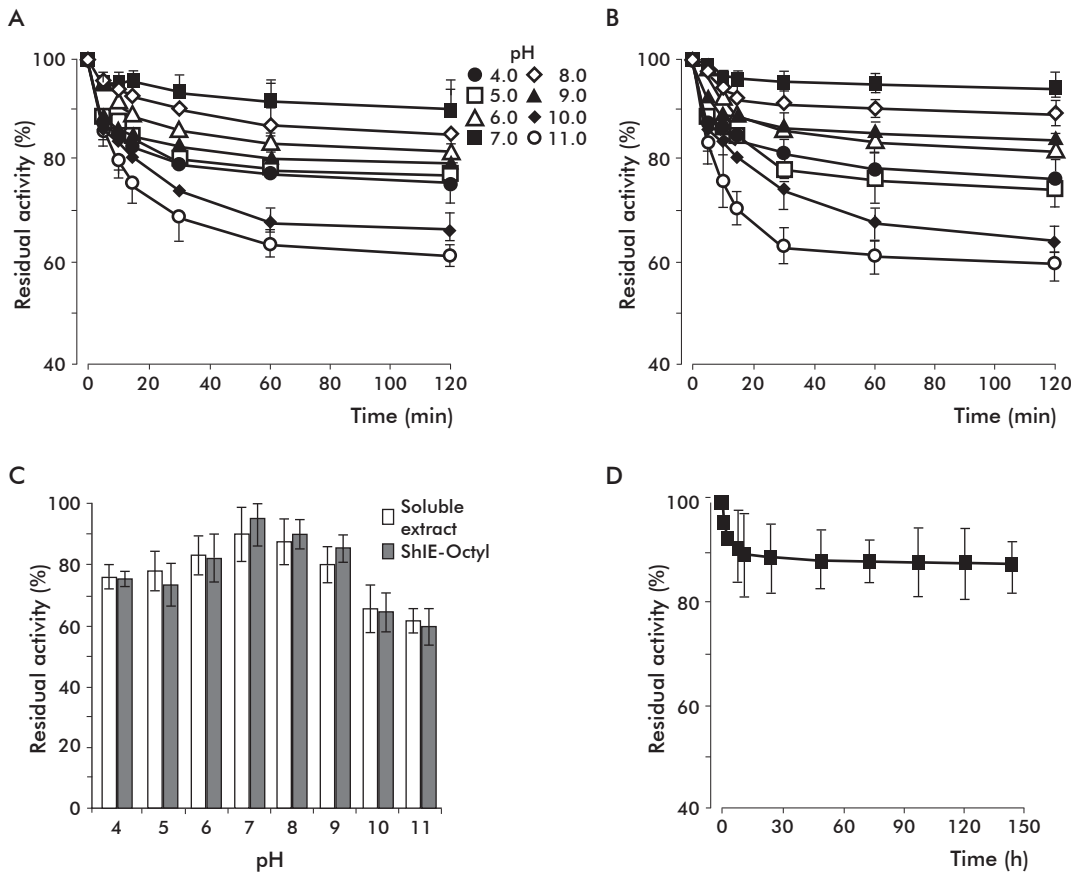 A
Residual activity (%)
100
80
60
40
0 20 40 60 80 100 120
Time (min)
pH
4.0 8.0
5.0 9.0
6.0 10.0
7.0 11.0
B
Residual activity (%)
100
80
60
40
0 20 40 60 80 100 120
Time (min)
C
Residual activity (%)
100
80
60
40
20
0
4 5 6 7 8 9 10 11
pH
Soluble
extract
ShIE-Octyl
D
Residual activity (%)
100
80
60
40
0 30 60 90 120 150
Time (h)